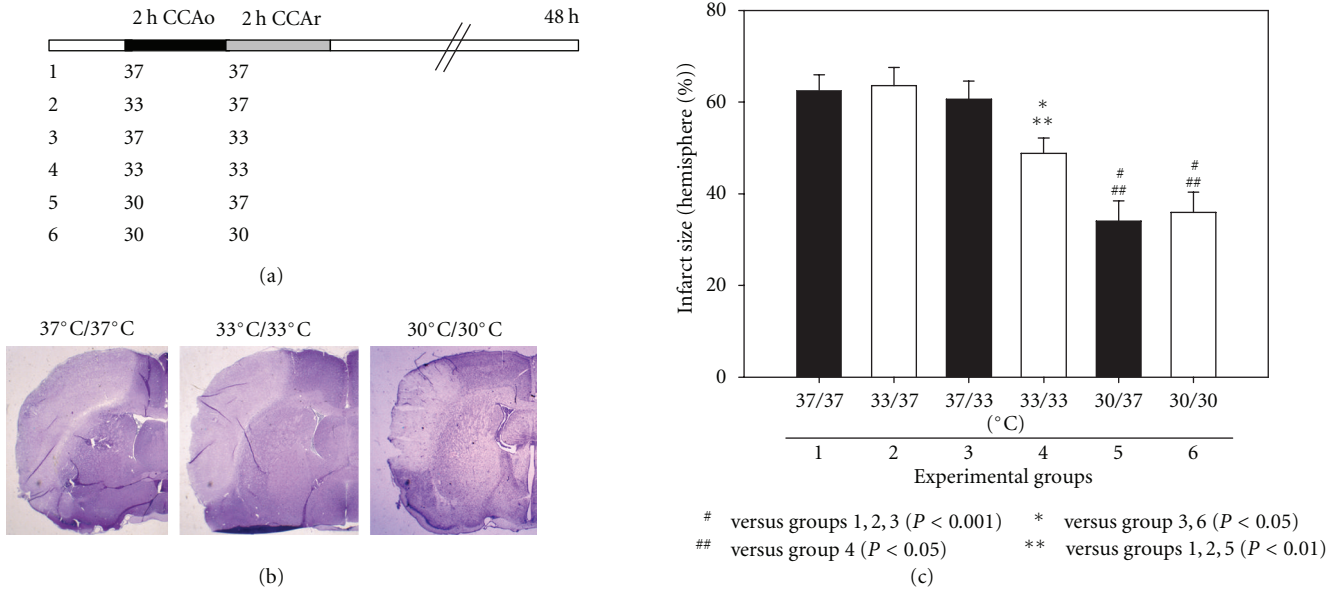 2 h CCAo 2 h CCAr 48 h
1 37 37
2 33 37
3 37 33
4 33 33
5 30 37
6 30 30
(a)
37°C/37°C 33°C/33°C 30°C/30°C
(b)
Infarct size (hemisphere (%))
80
60
40
20
0
*
**
#
##
#
##
37/37 33/37 37/33 33/33 30/37 30/30
(°C)
1 2 3 4 5 6
Experimental groups
# versus groups 1, 2, 3 (P < 0.001) * versus group 3, 6 (P < 0.05)
## versus group 4 (P < 0.05) ** versus groups 1, 2, 5 (P < 0.01)
(c)